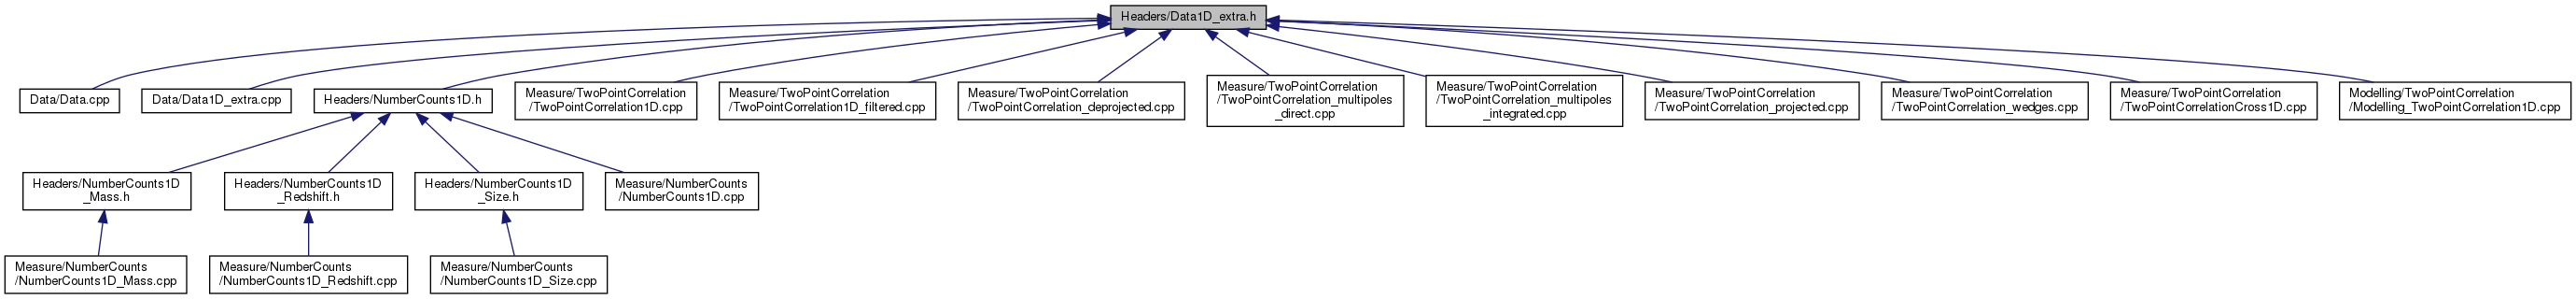 Headers/Data1D_extra.h
Data/Data.cpp
Data/Data1D_extra.cpp
Headers/NumberCounts1D.h
Measure/TwoPointCorrelation
/TwoPointCorrelation1D.cpp
Measure/TwoPointCorrelation
/TwoPointCorrelation1D_filtered.cpp
Measure/TwoPointCorrelation
/TwoPointCorrelation_deprojected.cpp
Measure/TwoPointCorrelation
/TwoPointCorrelation_multipoles
_direct.cpp
Measure/TwoPointCorrelation
/TwoPointCorrelation_multipoles
_integrated.cpp
Measure/TwoPointCorrelation
/TwoPointCorrelation_projected.cpp
Measure/TwoPointCorrelation
/TwoPointCorrelation_wedges.cpp
Measure/TwoPointCorrelation
/TwoPointCorrelationCross1D.cpp
Modelling/TwoPointCorrelation
/Modelling_TwoPointCorrelation1D.cpp
Headers/NumberCounts1D
_Mass.h
Headers/NumberCounts1D
_Redshift.h
Headers/NumberCounts1D
_Size.h
Measure/NumberCounts
/NumberCounts1D.cpp
Measure/NumberCounts
/NumberCounts1D_Mass.cpp
Measure/NumberCounts
/NumberCounts1D_Redshift.cpp
Measure/NumberCounts
/NumberCounts1D_Size.cpp